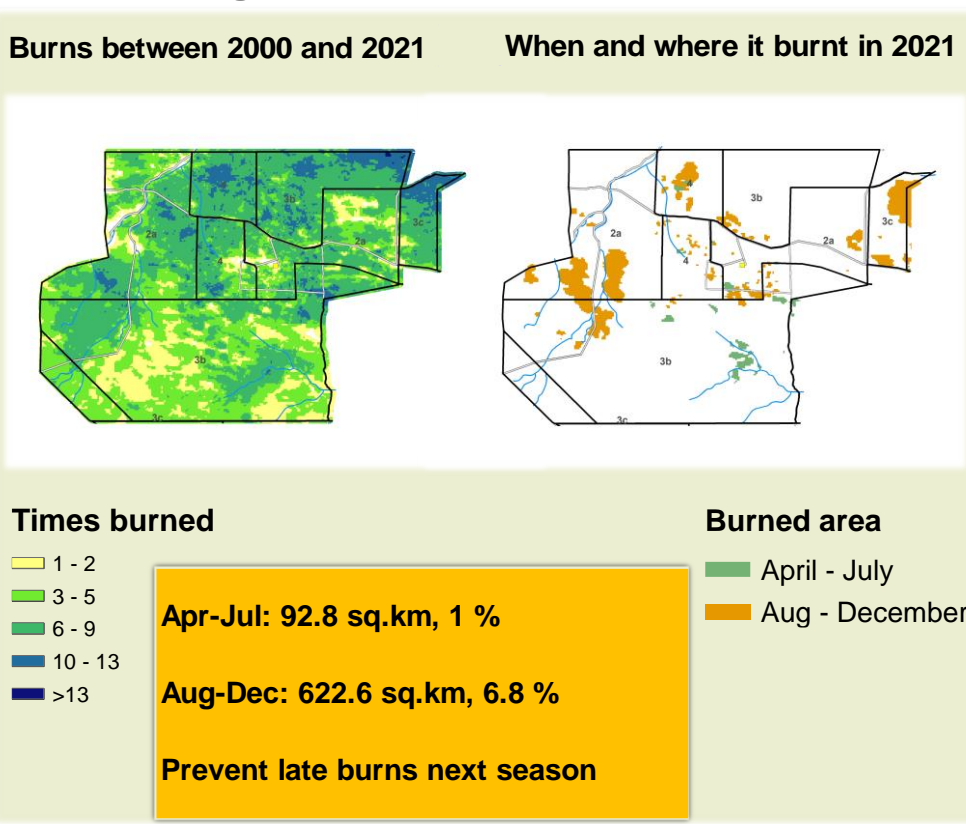 Burns between 2000 and 2021
When and where it burnt in 2021
3b
3c
2a
2a
4
3b
3c
4
3b
3c
2a
2a
4
3b
3c
Times burned
1 - 2
3 - 5
6 - 9
10 - 13
>13
Apr-Jul: 92.8 sq.km, 1 %
Aug-Dec: 622.6 sq.km, 6.8 %
Prevent late burns next season
Burned area
April - July
Aug - December